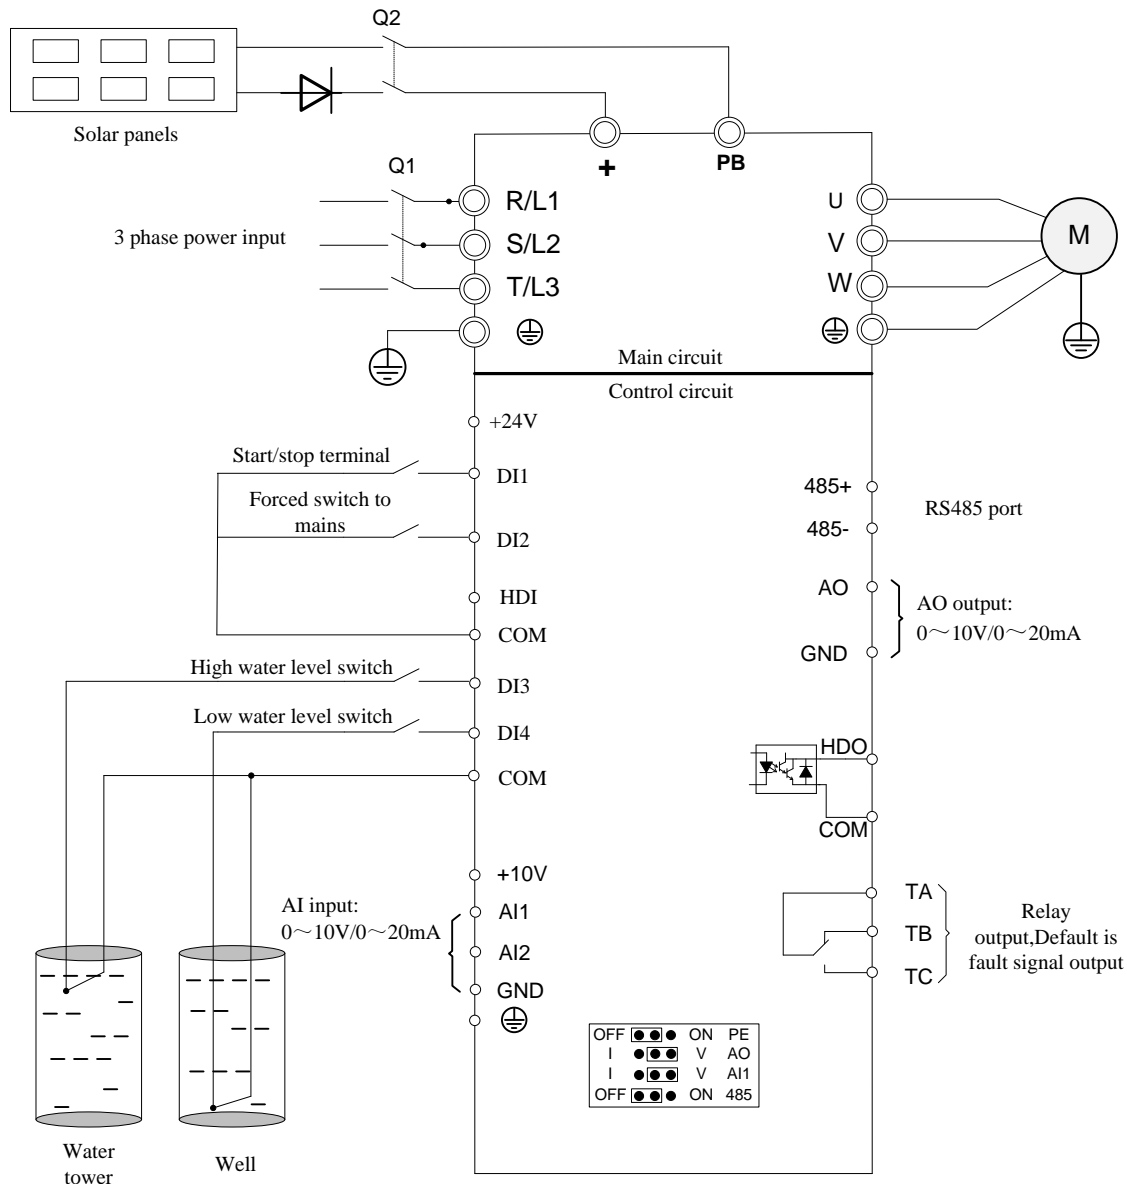 Q2
Solar panels
+
PB
Q1
R/L1
U
3 phase power input
S/L2
V
M
T/L3
W
Main circuit
Control circuit
+24V
Start/stop terminal
DI1
485+
Forced switch to
mains
RS485 port
DI2
485-
HDI
AO
AO output:
0～10V/0～20mA
COM
GND
High water level switch
DI3
Low water level switch
DI4
HDO
COM
COM
+10V
AI input:
0～10V/0～20mA
AI1
TA
Relay
output,Default is
fault signal output
AI2
TB
GND
TC
OFF ON PE
I V AO
I V AI1
OFF ON 485
Water
tower
Well